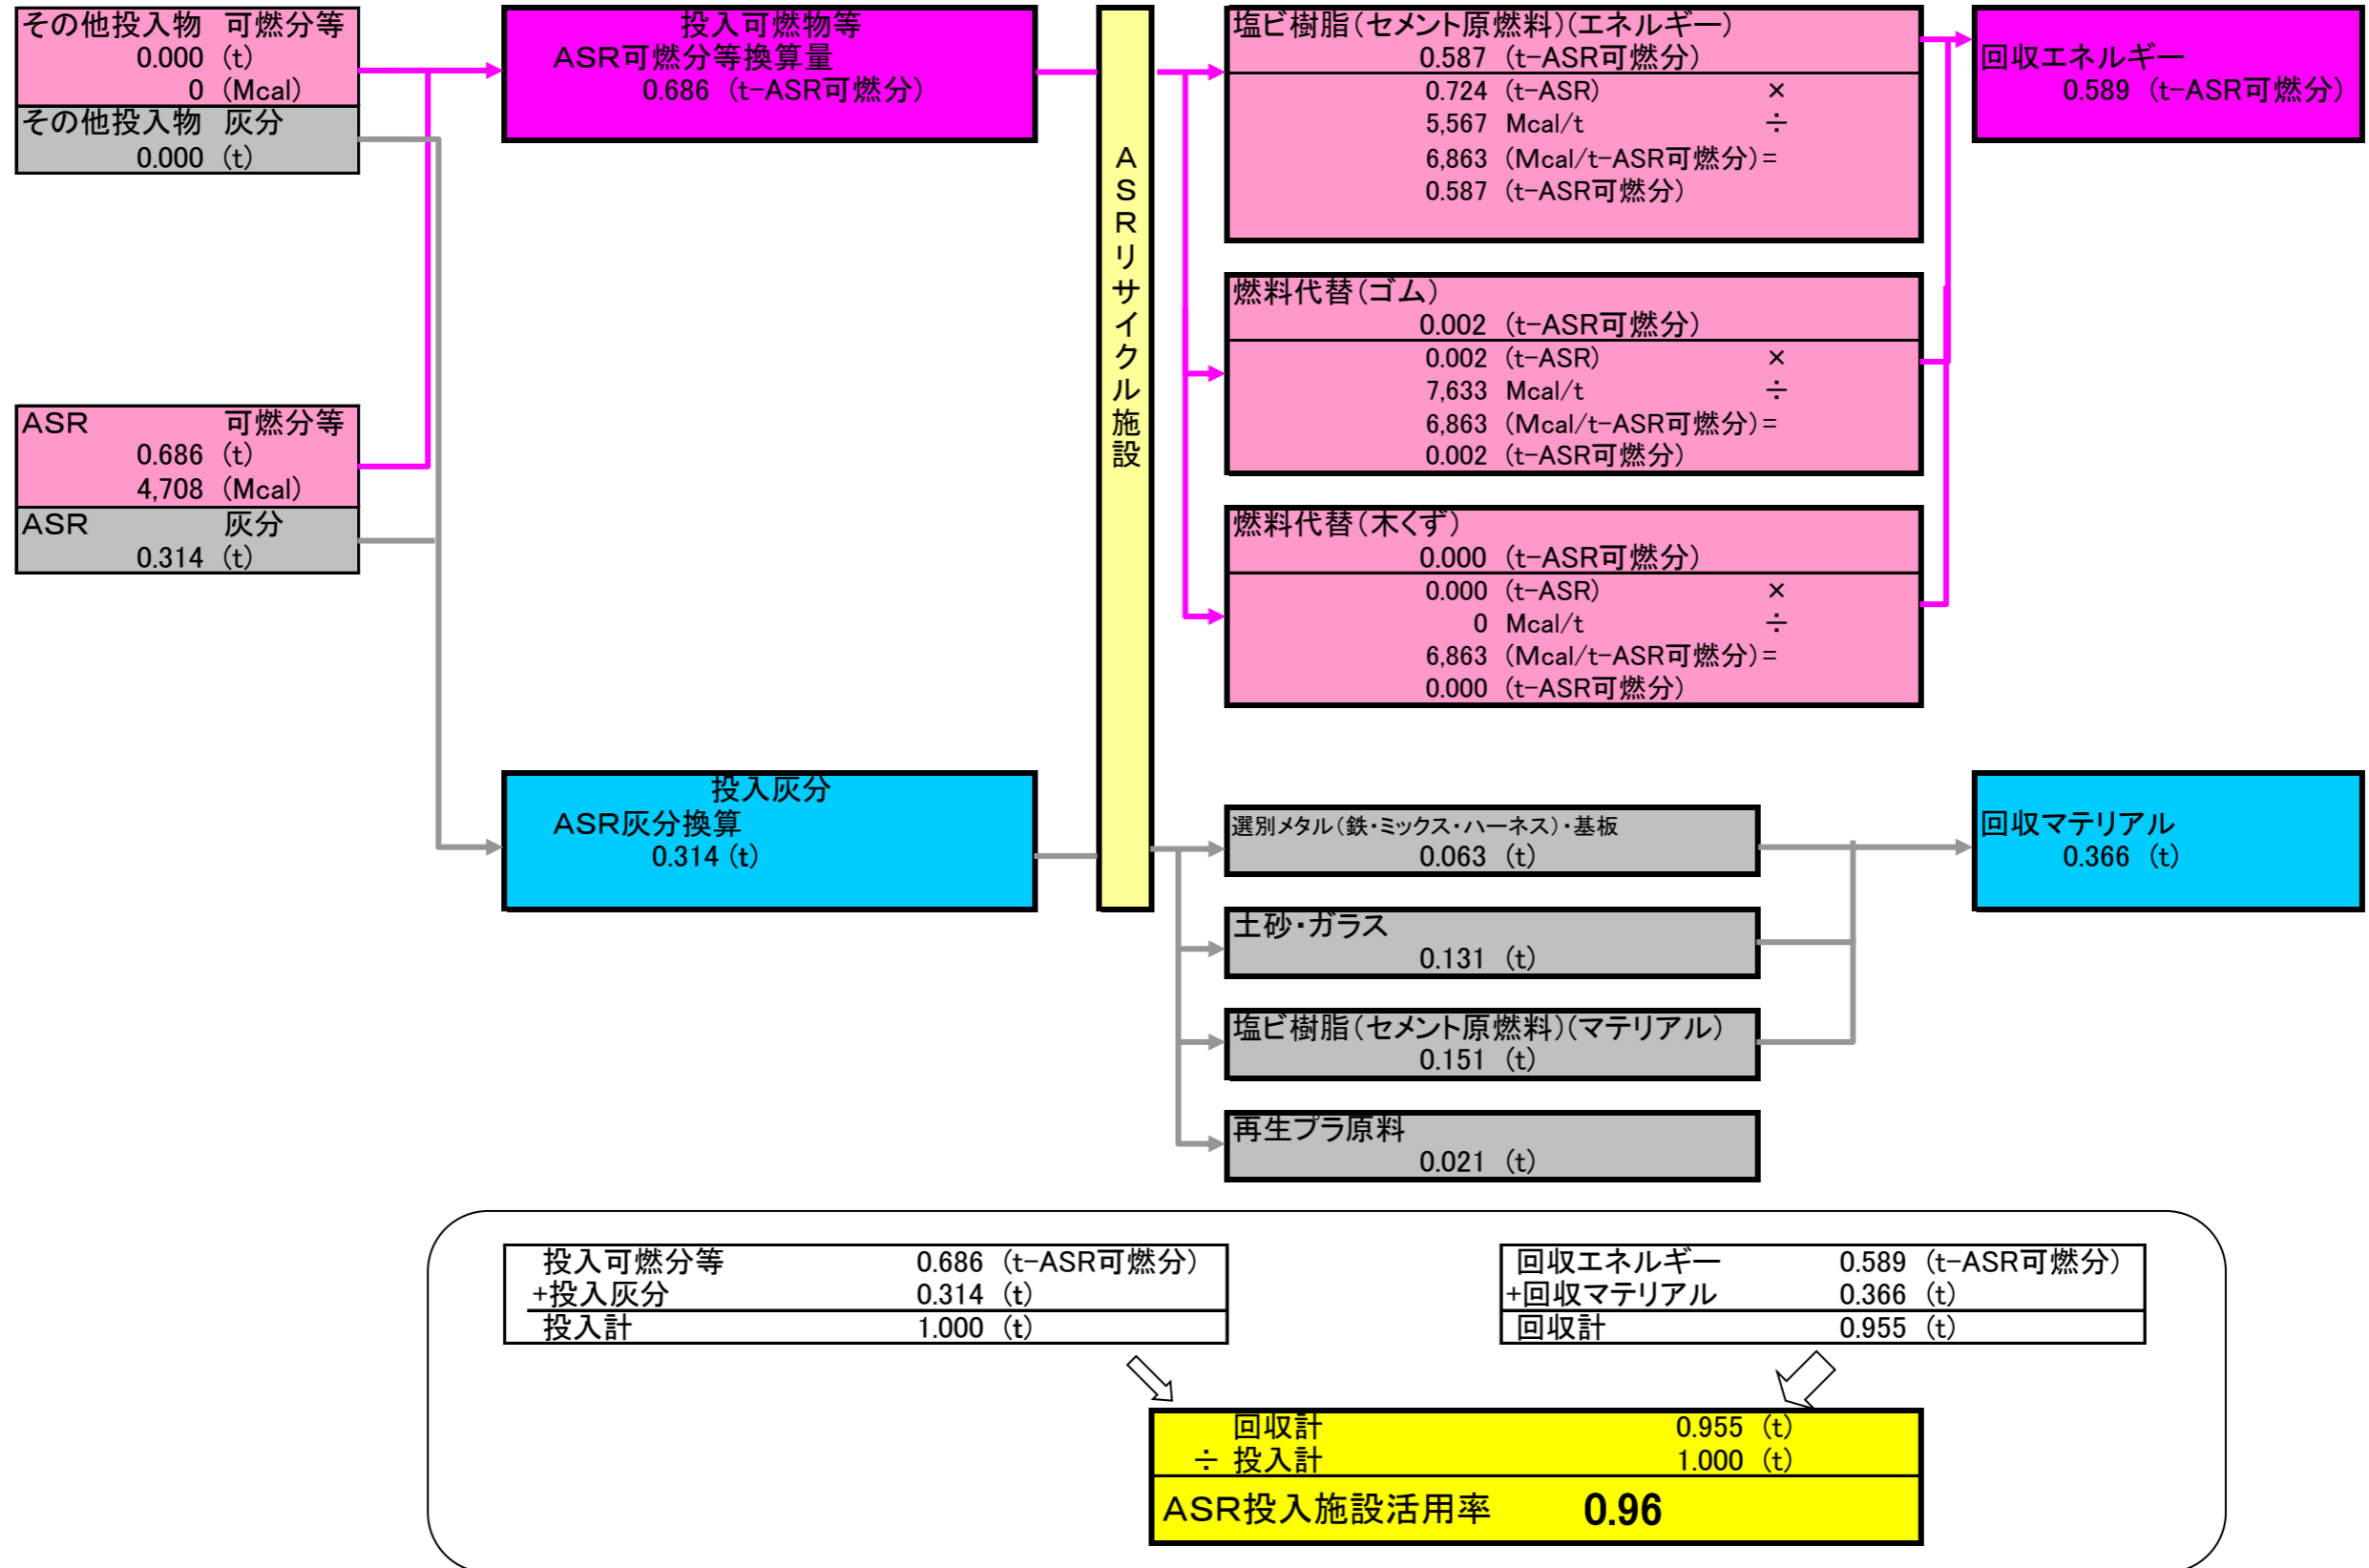 その他投入物 可燃分等
0.000 (t)
0 (Mcal)
その他投入物 灰分
0.000 (t)
ASR 可燃分等
0.686 (t)
4,708 (Mcal)
ASR 灰分
0.314 (t)
投入可燃物等
ASR可燃分等換算量
0.686 (t-ASR可燃分)
投入灰分
ASR灰分換算
0.314 (t)
ASRリサイクル施設
塩ビ樹脂(セメント原燃料)(エネルギー)
0.587 (t-ASR可燃分)
0.724 (t-ASR) ×
5,567 Mcal/t ÷
6,863 (Mcal/t-ASR可燃分)=
0.587 (t-ASR可燃分)
燃料代替(ゴム)
0.002 (t-ASR可燃分)
0.002 (t-ASR) ×
7,633 Mcal/t ÷
6,863 (Mcal/t-ASR可燃分)=
0.002 (t-ASR可燃分)
燃料代替(木くず)
0.000 (t-ASR可燃分)
0.000 (t-ASR) ×
0 Mcal/t ÷
6,863 (Mcal/t-ASR可燃分)=
0.000 (t-ASR可燃分)
選別メタル(鉄・ミックス・ハーネス)・基板
0.063 (t)
土砂・ガラス
0.131 (t)
塩ビ樹脂(セメント原燃料)(マテリアル)
0.151 (t)
再生プラ原料
0.021 (t)
回収エネルギー
0.589 (t-ASR可燃分)
回収マテリアル
0.366 (t)
投入可燃分等 0.686 (t-ASR可燃分)
+投入灰分 0.314 (t)
投入計 1.000 (t)
回収エネルギー 0.589 (t-ASR可燃分)
+回収マテリアル 0.366 (t)
回収計 0.955 (t)
回収計 0.955 (t)
÷ 投入計 1.000 (t)
ASR投入施設活用率 0.96